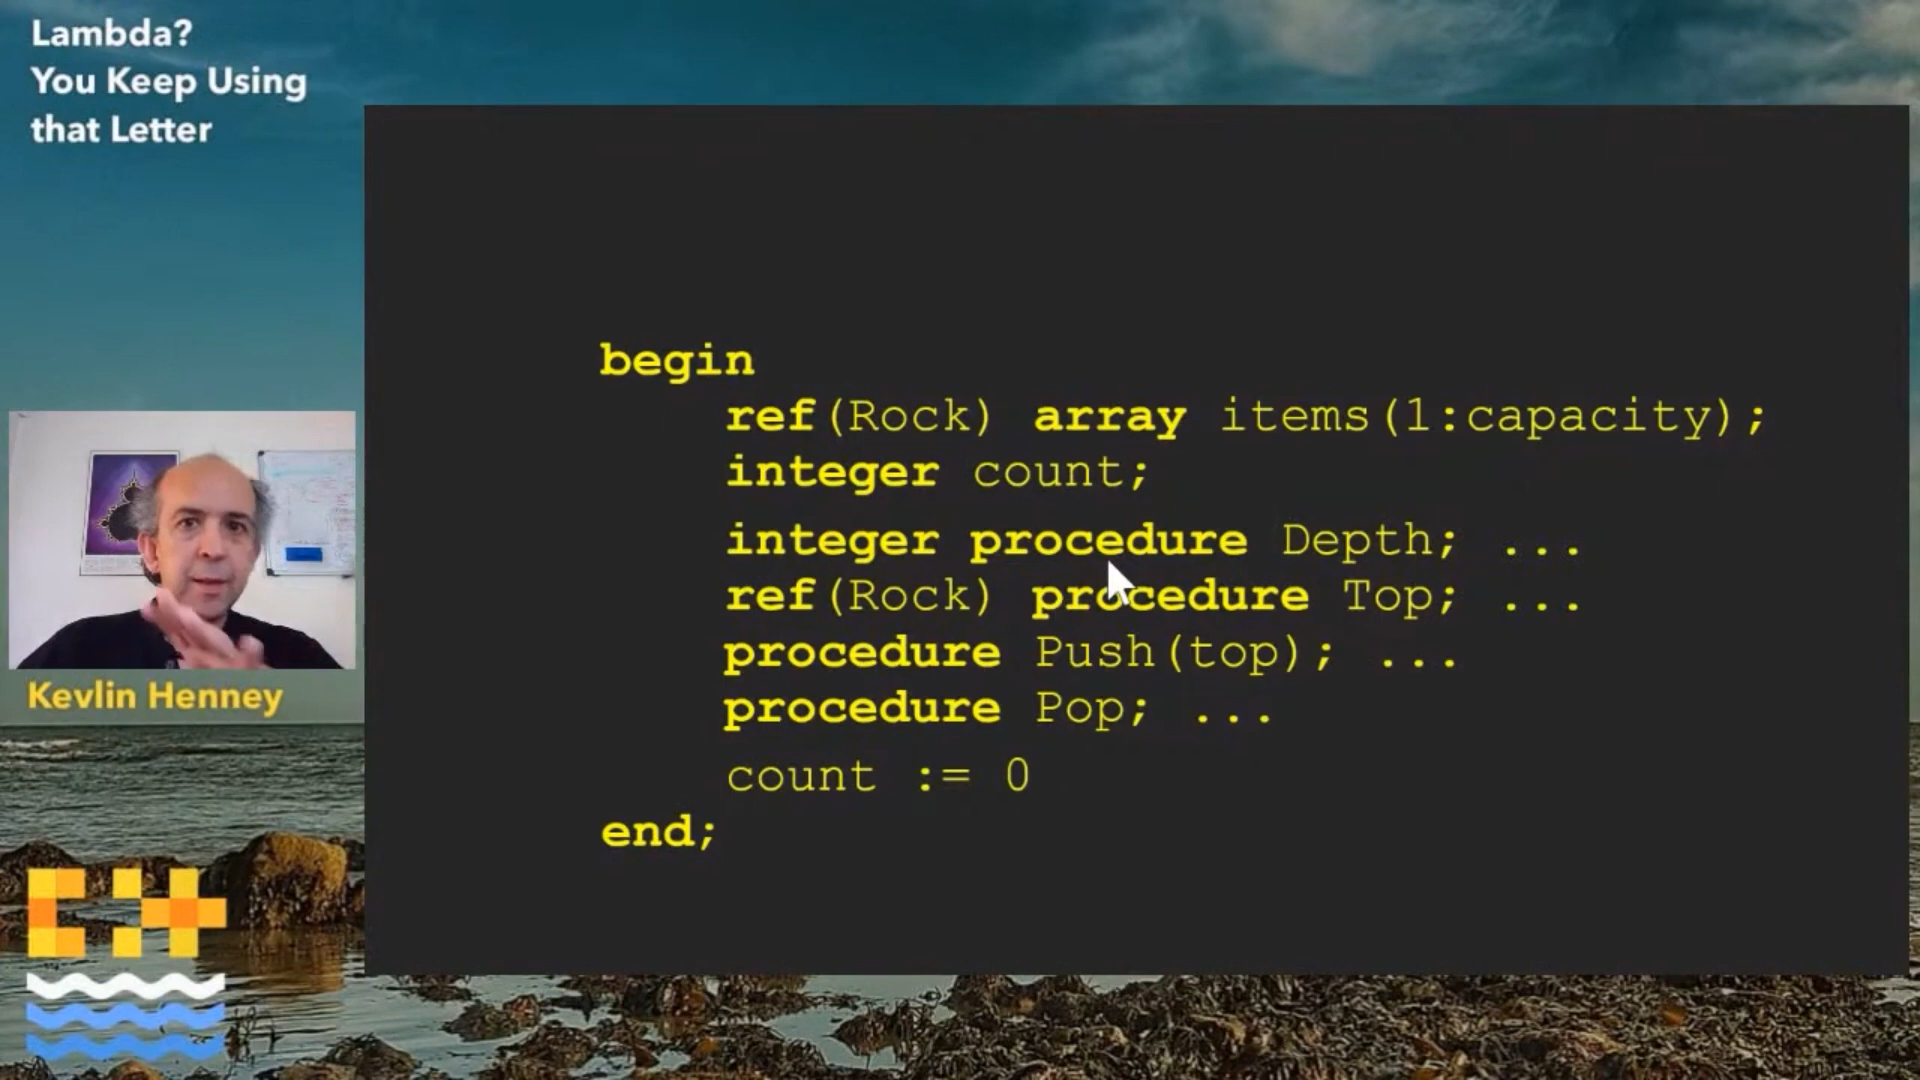 Lambda?
You Keep Using
that Letter
begin
ref(Rock) array items(1:capacity);
integer count;
integer procedure Depth; ...
ref(Rock) procedure Top; ...
procedure Push(top); ...
procedure Pop; ...
count := 0
end;
Kevlin Henney